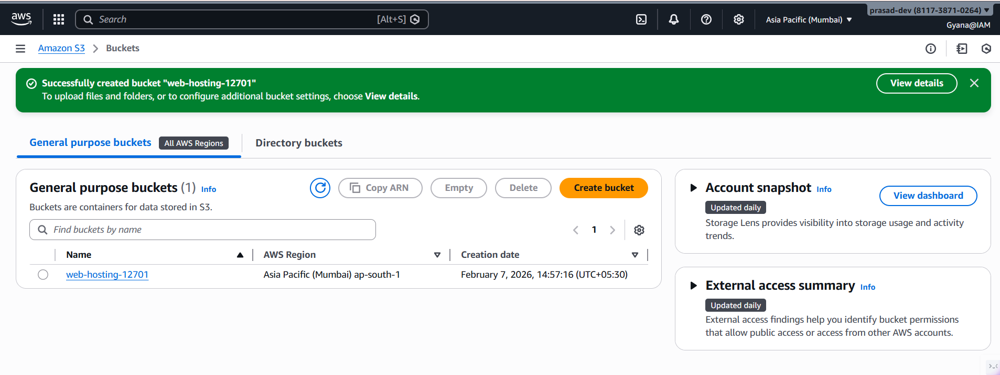 aws
Search
[Alt+S]
Asia Pacific (Mumbai)
prasad-dev (8117-3871-0264)
Gyana@IAM
Amazon S3
Buckets
Successfully created bucket "web-hosting-12701"
To upload files and folders, or to configure additional bucket settings, choose View details.
View details
General purpose buckets
All AWS Regions
Directory buckets
General purpose buckets (1) Info
Copy ARN
Empty
Delete
Create bucket
Buckets are containers for data stored in S3.
Find buckets by name
1
Name
AWS Region
Creation date
web-hosting-12701
Asia Pacific (Mumbai) ap-south-1
February 7, 2026, 14:57:16 (UTC+05:30)
Account snapshot Info
View dashboard
Updated daily
Storage Lens provides visibility into storage usage and activity
trends.
External access summary Info
Updated daily
External access findings help you identify bucket permissions
that allow public access or access from other AWS accounts.